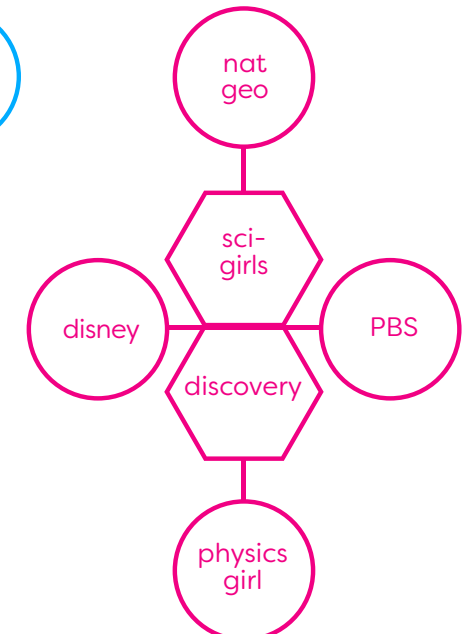 nat
geo
sci-
girls
disney
PBS
discovery
physics
girl